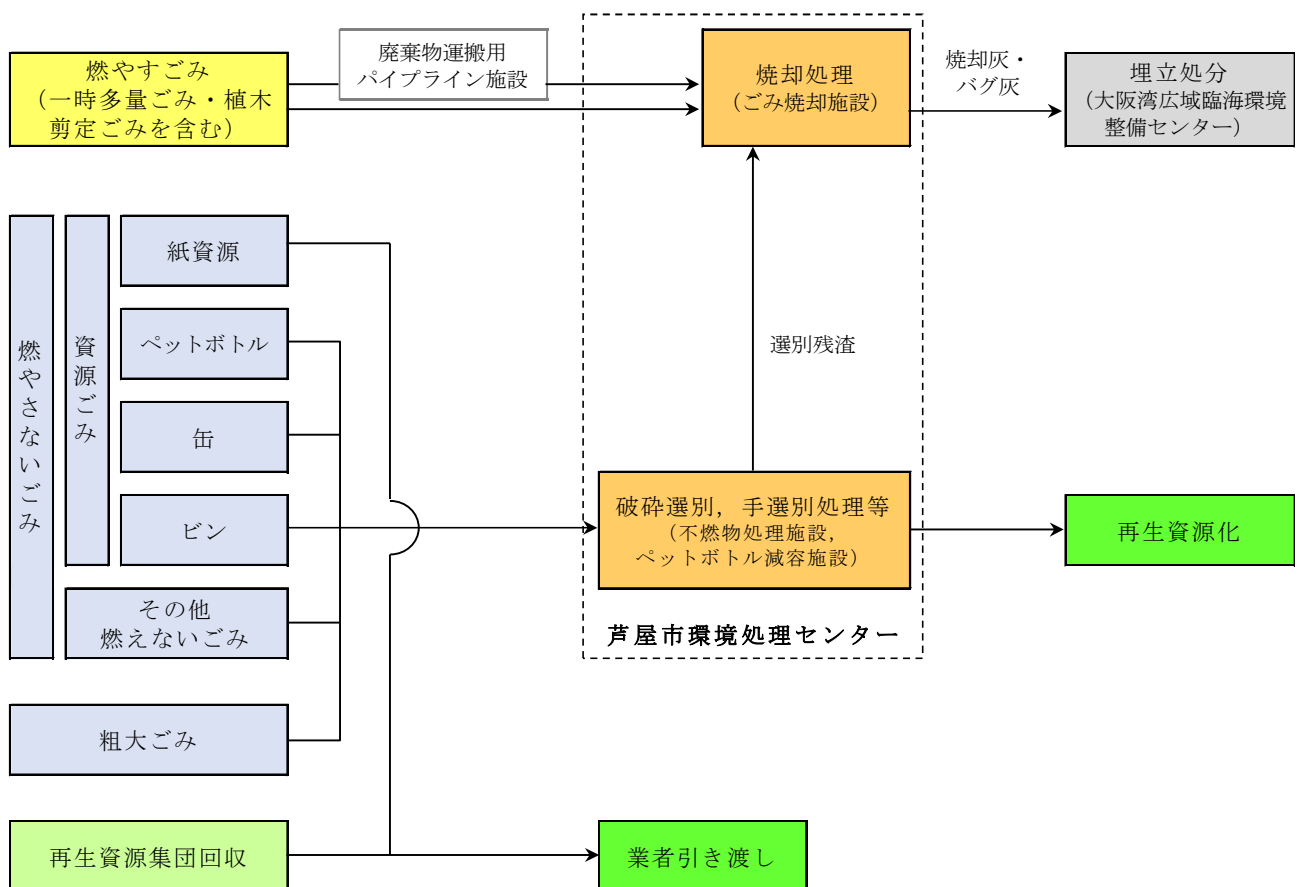 燃やすごみ
（一時多量ごみ・植木
剪定ごみを含む）
廃棄物運搬用
パイプライン施設
焼却処理
（ごみ焼却施設）
焼却灰・
バグ灰
埋立処分
（大阪湾広域臨海環境
整備センター）
燃やさないごみ
資源ごみ
紙資源
ペットボトル
缶
ビン
その他
燃えないごみ
選別残渣
破砕選別，手選別処理等
（不燃物処理施設，
ペットボトル減容施設）
再生資源化
芦屋市環境処理センター
粗大ごみ
再生資源集団回収
業者引き渡し